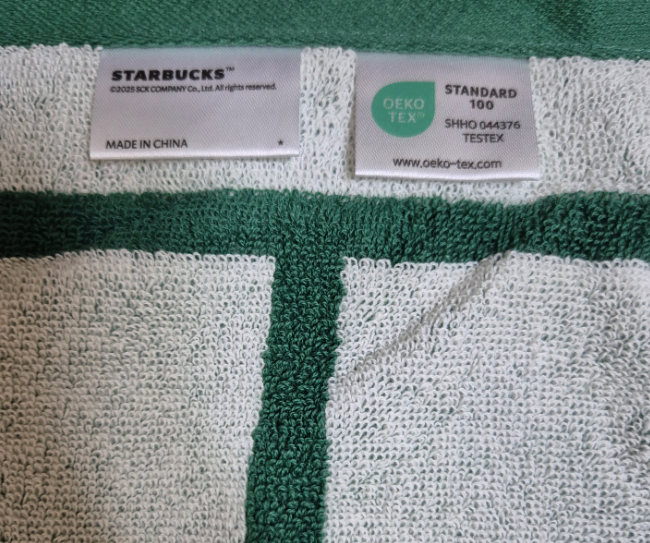 STARBUCKS™
©2025 SCK COMPANY Co., Ltd. All rights reserved.
MADE IN CHINA *
OEKO
TEX®
STANDARD
100
SHHO 044376
TESTEX
www.oeko-tex.com